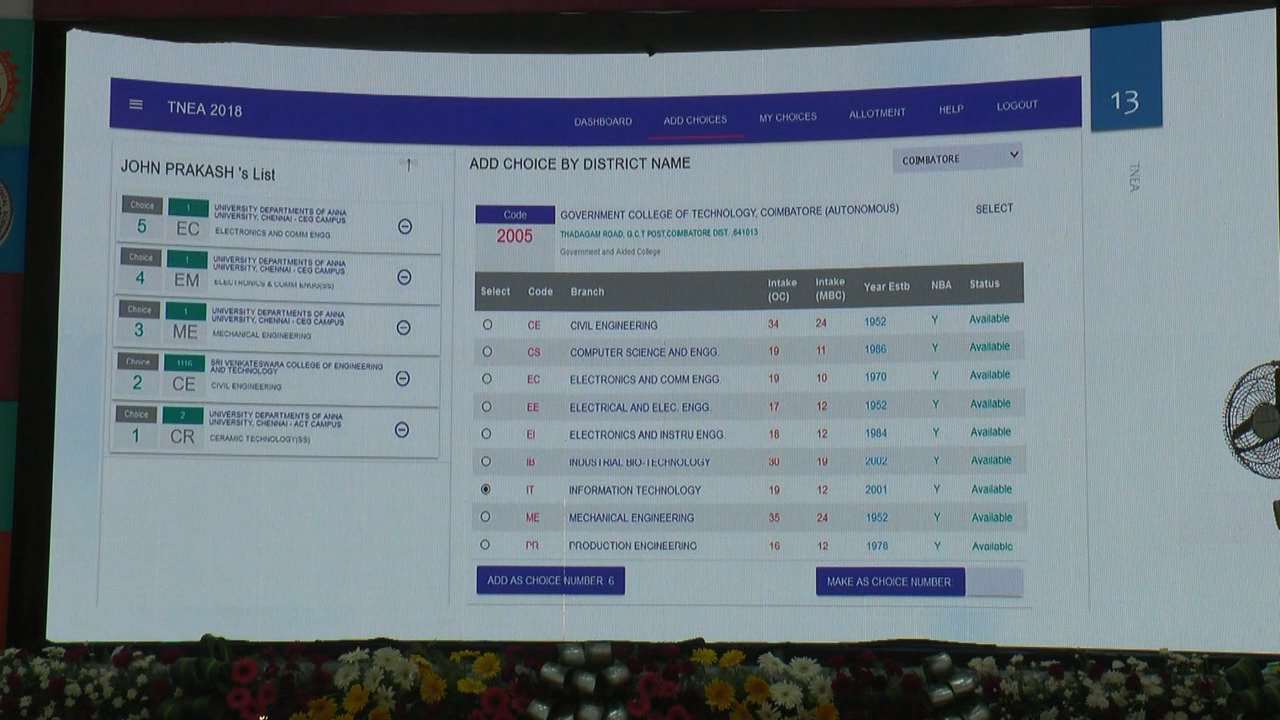 TNEA 2018
DASHBOARD
ADD CHOICES
MY CHOICES
ALLOTMENT
HELP
LOGOUT
13
TNEA
JOHN PRAKASH 's List
Choice 1 UNIVERSITY DEPARTMENTS OF ANNA
UNIVERSITY, CHENNAI - CEG CAMPUS
5 EC ELECTRONICS AND COMM ENGG.
Choice 1 UNIVERSITY DEPARTMENTS OF ANNA
UNIVERSITY, CHENNAI - CEG CAMPUS
4 EM ELECTRONICS & COMM ENGG(SS)
Choice 1 UNIVERSITY DEPARTMENTS OF ANNA
UNIVERSITY, CHENNAI - CEG CAMPUS
3 ME MECHANICAL ENGINEERING
Choice 1116 SRI VENKATESWARA COLLEGE OF ENGINEERING
AND TECHNOLOGY
2 CE CIVIL ENGINEERING
Choice 2 UNIVERSITY DEPARTMENTS OF ANNA
UNIVERSITY, CHENNAI - ACT CAMPUS
1 CR CERAMIC TECHNOLOGY(SS)
ADD CHOICE BY DISTRICT NAME
COIMBATORE
Code
2005
GOVERNMENT COLLEGE OF TECHNOLOGY, COIMBATORE (AUTONOMOUS)
SELECT
THADAGAM ROAD, G.C.T POST,COIMBATORE DIST. ,641013
Government and Aided College
Select Code Branch Intake (OC) Intake (MBC) Year Estb NBA Status
CE CIVIL ENGINEERING 34 24 1952 Y Available
CS COMPUTER SCIENCE AND ENGG. 19 11 1986 Y Available
EC ELECTRONICS AND COMM ENGG. 19 10 1970 Y Available
EE ELECTRICAL AND ELEC. ENGG. 17 12 1952 Y Available
EI ELECTRONICS AND INSTRU ENGG. 18 12 1984 Y Available
IB INDUSTRIAL BIO-TECHNOLOGY 30 19 2002 Y Available
IT INFORMATION TECHNOLOGY 19 12 2001 Y Available
ME MECHANICAL ENGINEERING 35 24 1952 Y Available
PR PRODUCTION ENGINEERING 16 12 1978 Y Available
ADD AS CHOICE NUMBER: 6
MAKE AS CHOICE NUMBER: